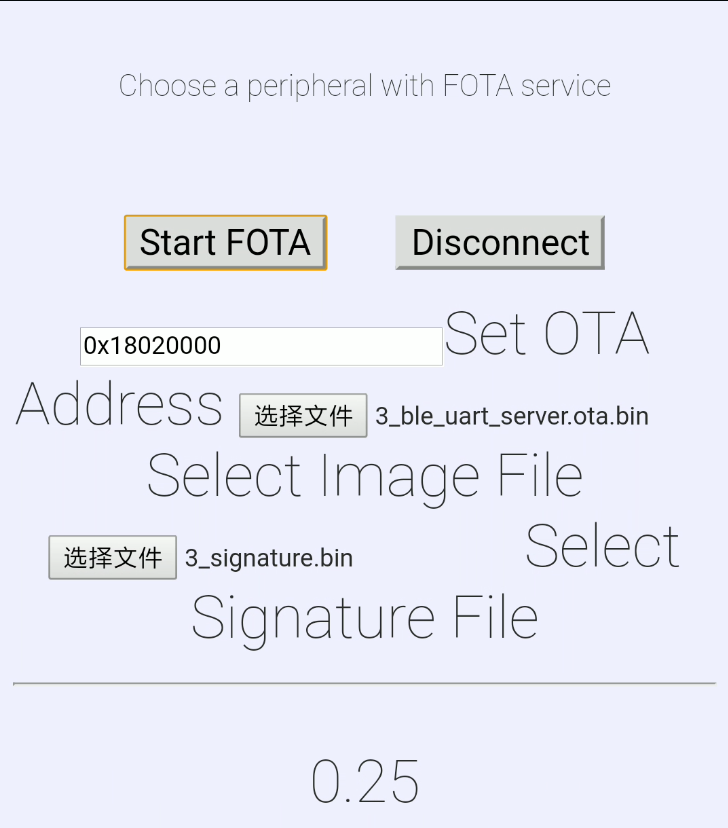 Choose a peripheral with FOTA service
Start FOTA Disconnect
0x18020000 Set OTA
Address 选择文件 3_ble_uart_server.ota.bin
Select Image File
选择文件 3_signature.bin Select
Signature File
0.25